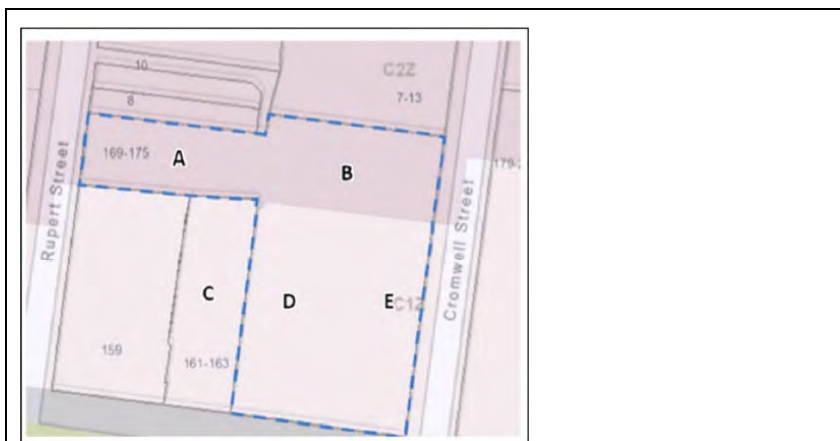 10
C2Z
8
7-13
169-175
A
B
Rupert Street
Cromwell Street
C
D
E
C1Z
159
161-163